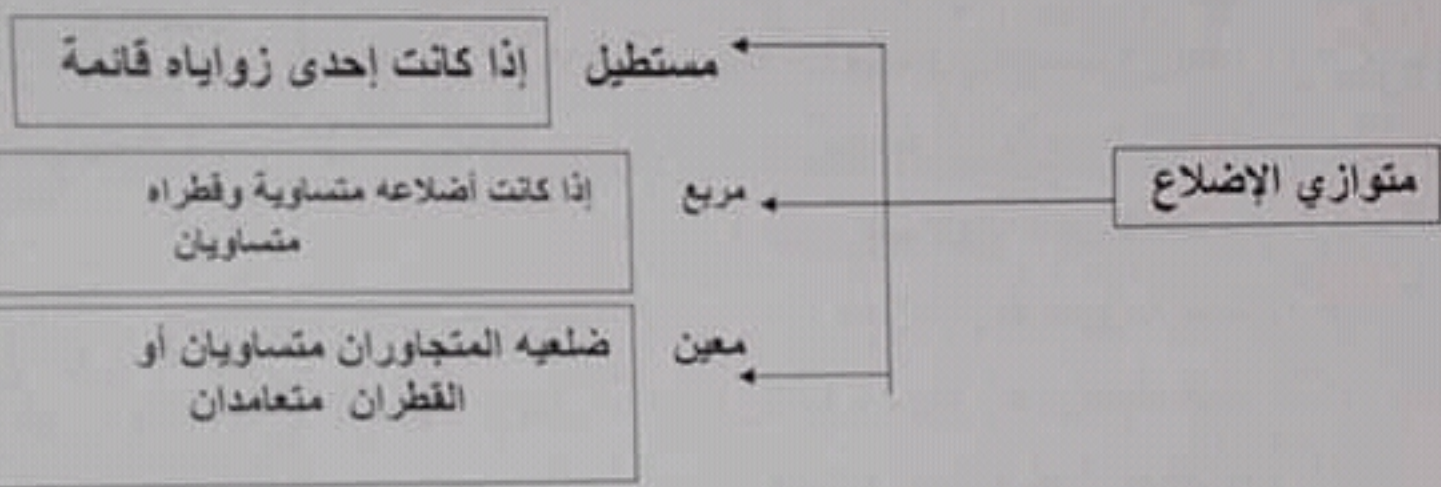 متوازي الإضلاع
مستطيل
إذا كانت إحدى زواياه قائمة
مربع
إذا كانت أضلاعه متساوية وقطراه
متساويان
معين
ضلعيه المتجاوران متساويان أو
القطران متعامدان